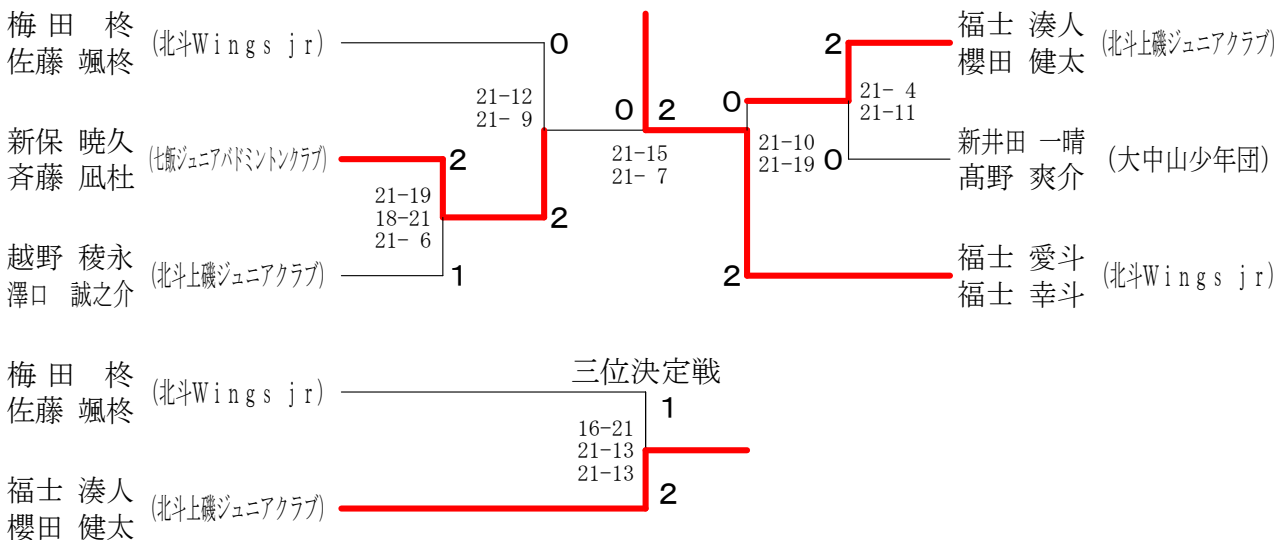 梅田 柊
佐藤 颯柊
(北斗Wings jr)
新保 暁久
斉藤 凪杜
(七飯ジュニアバドミントンクラブ)
越野 稜永
澤口 誠之介
(北斗上磯ジュニアクラブ)
0
21-12
21- 9
2
21-19
18-21
21- 6
2
1
0
2
21-15
21- 7
0
21-10
21-19
2
2
21- 4
21-11
0
福士 湊人
櫻田 健太
(北斗上磯ジュニアクラブ)
新井田 一晴
髙野 爽介
(大中山少年団)
福士 愛斗
福士 幸斗
(北斗Wings jr)
三位決定戦
梅田 柊
佐藤 颯柊
(北斗Wings jr)
1
16-21
21-13
21-13
2
福士 湊人
櫻田 健太
(北斗上磯ジュニアクラブ)